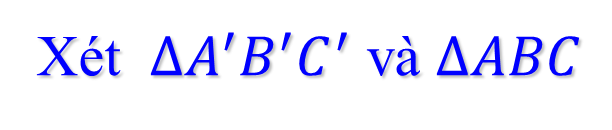 Xét ΔA′B′C′ và ΔABC